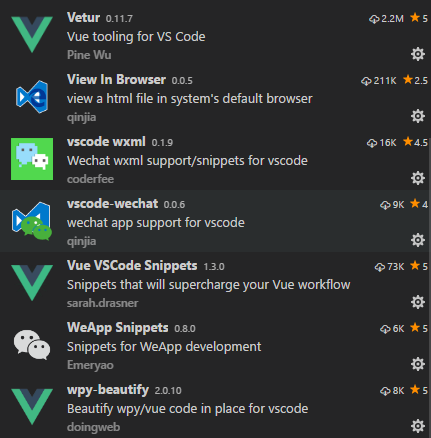 Vetur 0.11.7 2.2M 5
Vue tooling for VS Code
Pine Wu
View In Browser 0.0.5 211K 2.5
view a html file in system's default browser
qinjia
vscode wxml 0.1.9 16K 4.5
Wechat wxml support/snippets for vscode
coderfee
vscode-wechat 0.0.6 9K 4
wechat app support for vscode
qinjia
Vue VSCode Snippets 1.3.0 73K 5
Snippets that will supercharge your Vue workflow
sarah.drasner
WeApp Snippets 0.8.0 6K 5
Snippets for WeApp development
Emeryao
wpy-beautify 2.0.10 8K 5
Beautify wpy/vue code in place for vscode
doingweb